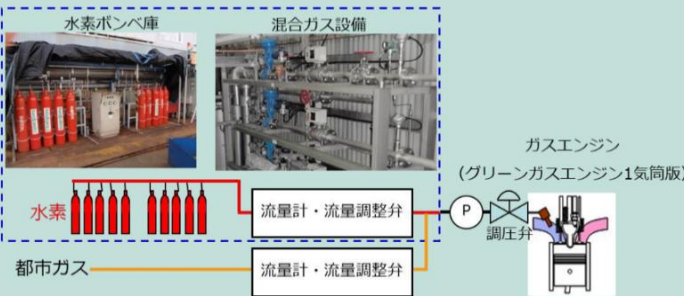 水素ボンベ庫
混合ガス設備
ガスエンジン
(グリーンガスエンジン1気筒版)
水素
流量計・流量調整弁
P
調圧弁
都市ガス
流量計・流量調整弁